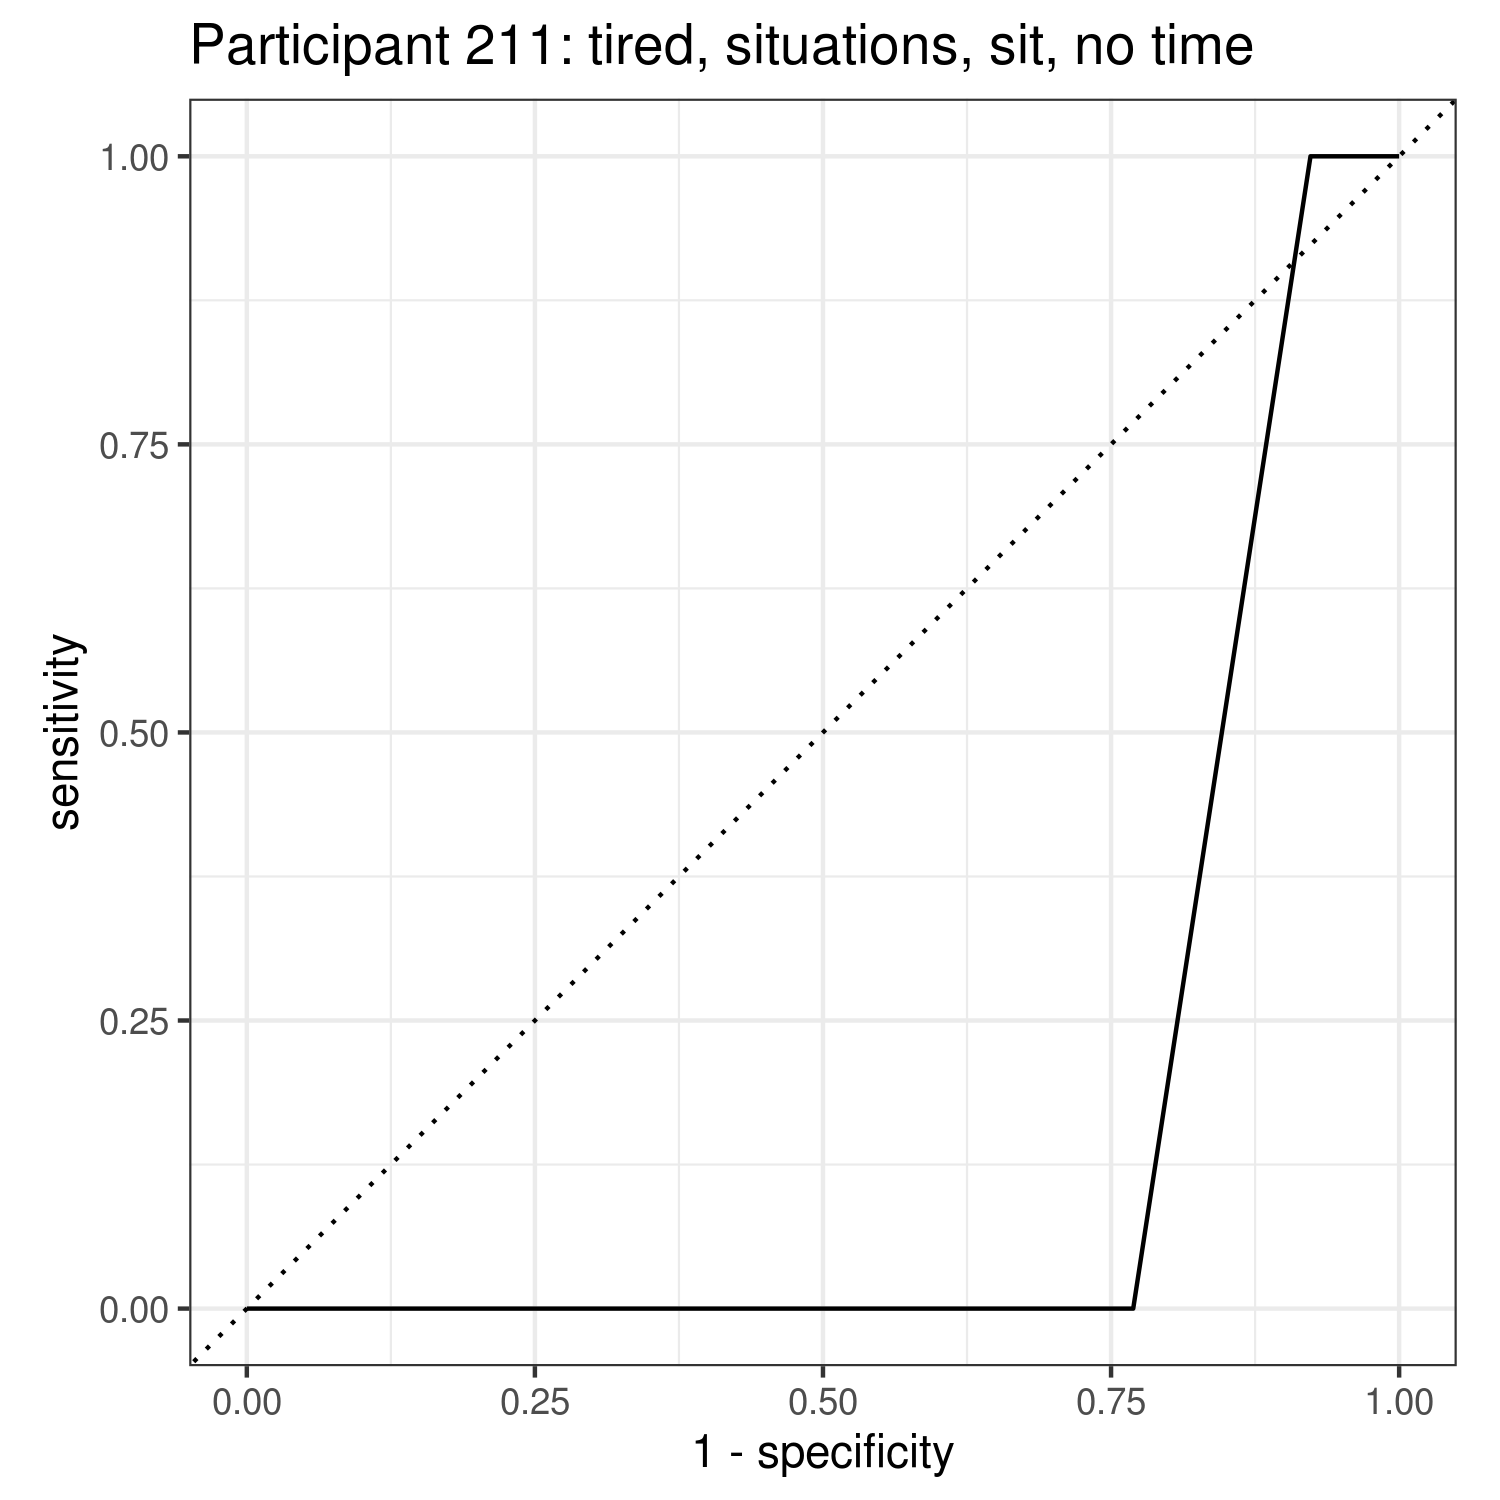 Participant 211: tired, situations, sit, no time
1.00
0.75
0.50
0.25
0.00
sensitivity
0.00 0.25 0.50 0.75 1.00
1 - specificity